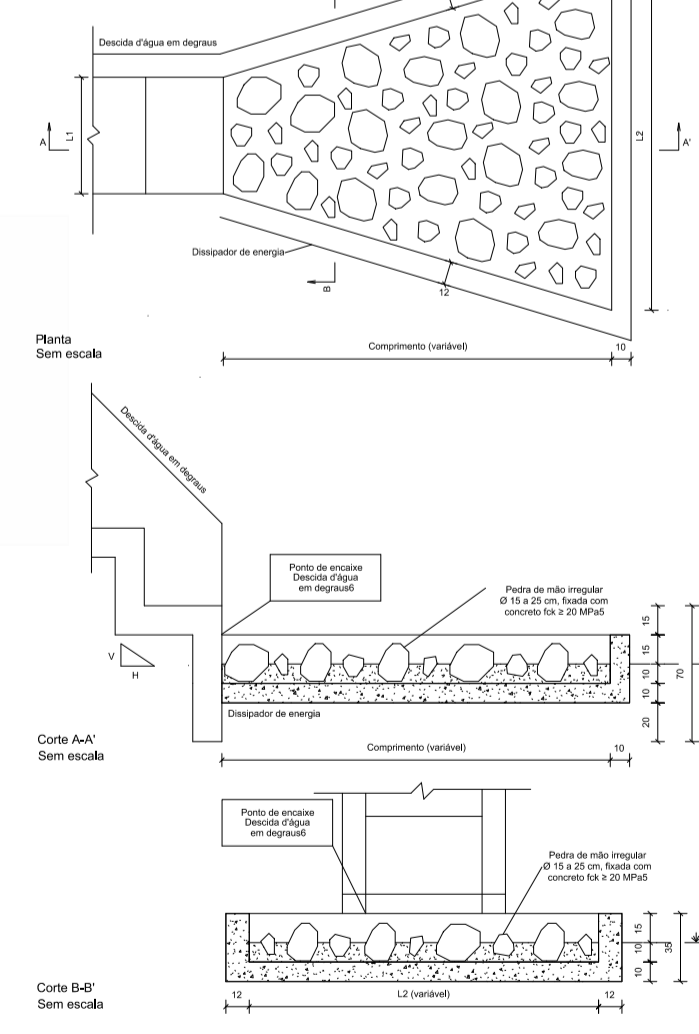 Descida d'água em degraus
A
L1
L2
A'
Dissipador de energia
B
12
Planta
Sem escala
Comprimento (variável)
10
Descida d'água em degraus
Ponto de encaixe
Descida d'água
em degraus6
Pedra de mão irregular
Ø 15 a 25 cm, fixada com
concreto fck ≥ 20 MPa5
V
H
15
15
10
10
20
70
Dissipador de energia
Corte A-A'
Sem escala
Comprimento (variável)
10
Ponto de encaixe
Descida d'água
em degraus6
Pedra de mão irregular
Ø 15 a 25 cm, fixada com
concreto fck ≥ 20 MPa5
15
10
10
35
Corte B-B'
Sem escala
12
L2 (variável)
12